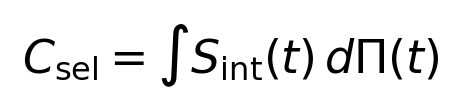 C_sel = ∫ S_int(t) dΠ(t)